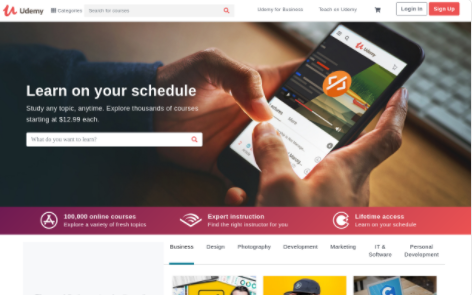 Udemy
Categories
Search for courses
Udemy for Business
Teach on Udemy
Log In
Sign Up
Udemy
Learn on your schedule
Study any topic, anytime. Explore thousands of courses
starting at $12.99 each.
What do you want to learn?
100,000 online courses
Explore a variety of fresh topics
Expert instruction
Find the right instructor for you
Lifetime access
Learn on your schedule
Business
Design
Photography
Development
Marketing
IT &
Software
Personal
Development